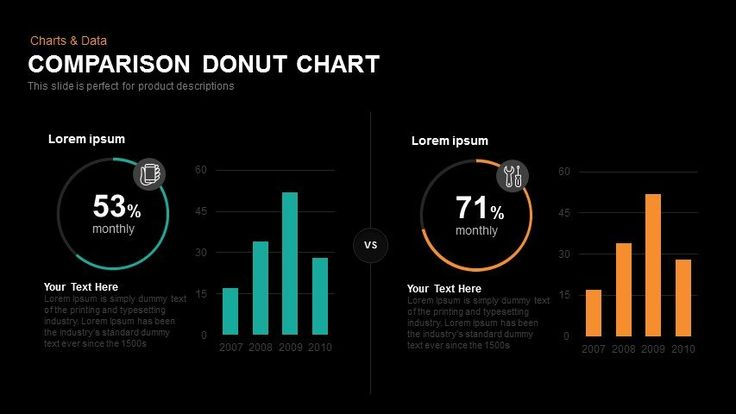 Charts & Data
COMPARISON DONUT CHART
This slide is perfect for product descriptions
Lorem ipsum
53%
monthly
Your Text Here
Lorem Ipsum is simply dummy text
of the printing and typesetting
industry. Lorem Ipsum has been
the industry's standard dummy
text ever since the 1500s
60
45
30
15
0
2007 2008 2009 2010
VS
Lorem ipsum
71%
monthly
Your Text Here
Lorem Ipsum is simply dummy text
of the printing and typesetting
industry. Lorem Ipsum has been
the industry's standard dummy
text ever since the 1500s
60
45
30
15
0
2007 2008 2009 2010